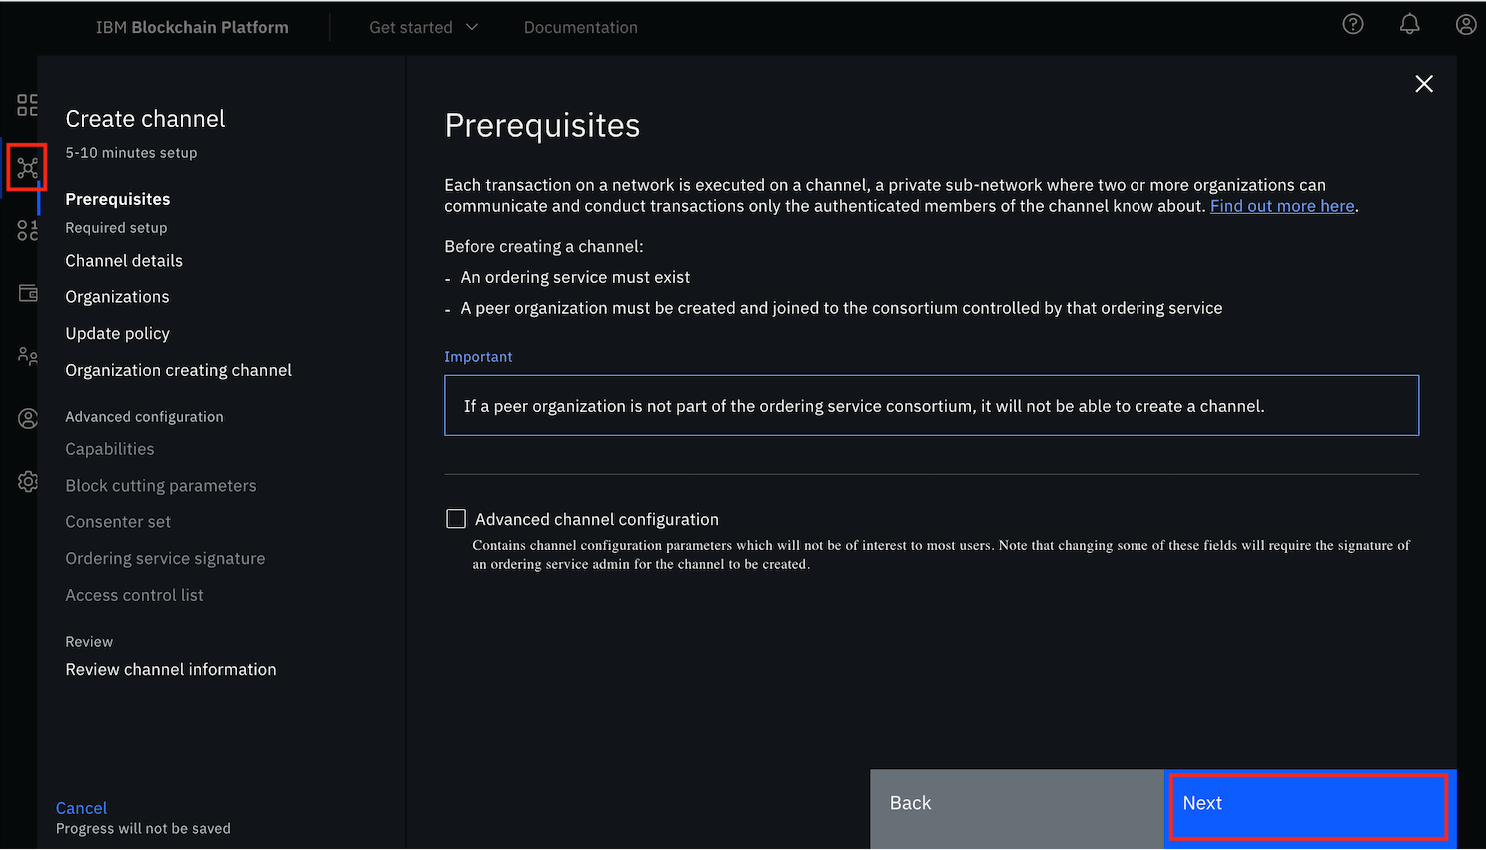 IBM Blockchain Platform
Get started
Documentation
Create channel
5-10 minutes setup
Prerequisites
Required setup
Channel details
Organizations
Update policy
Organization creating channel
Advanced configuration
Capabilities
Block cutting parameters
Consenter set
Ordering service signature
Access control list
Review
Review channel information
Cancel
Progress will not be saved
Prerequisites
Each transaction on a network is executed on a channel, a private sub-network where two or more organizations can
communicate and conduct transactions only the authenticated members of the channel know about. Find out more here.
Before creating a channel:
- An ordering service must exist
- A peer organization must be created and joined to the consortium controlled by that ordering service
Important
If a peer organization is not part of the ordering service consortium, it will not be able to create a channel.
Advanced channel configuration
Contains channel configuration parameters which will not be of interest to most users. Note that changing some of these fields will require the signature of
an ordering service admin for the channel to be created.
Back
Next